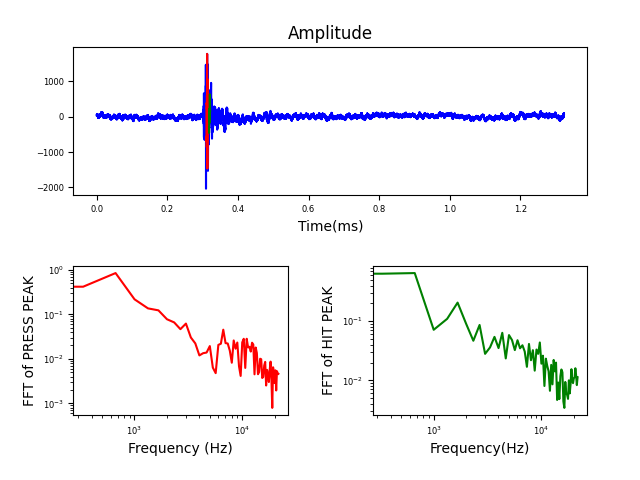 Amplitude
1000
0
−1000
−2000
0.0 0.2 0.4 0.6 0.8 1.0 1.2
Time(ms)
FFT of PRESS PEAK
10⁰
10⁻¹
10⁻²
10⁻³
10³ 10⁴
Frequency (Hz)
FFT of HIT PEAK
10⁻¹
10⁻²
10³ 10⁴
Frequency(Hz)